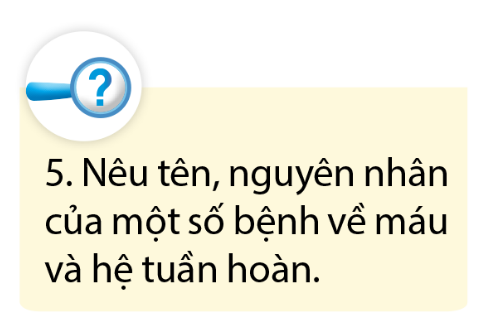 ?
5. Nêu tên, nguyên nhân
của một số bệnh về máu
và hệ tuần hoàn.